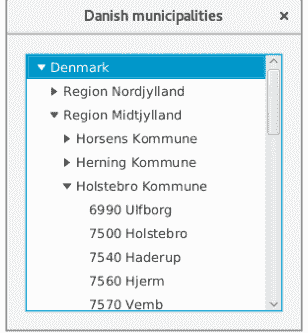 Danish municipalities
Denmark
Region Nordjylland
Region Midtjylland
Horsens Kommune
Herning Kommune
Holstebro Kommune
6990 Ulfborg
7500 Holstebro
7540 Haderup
7560 Hjerm
7570 Vemb